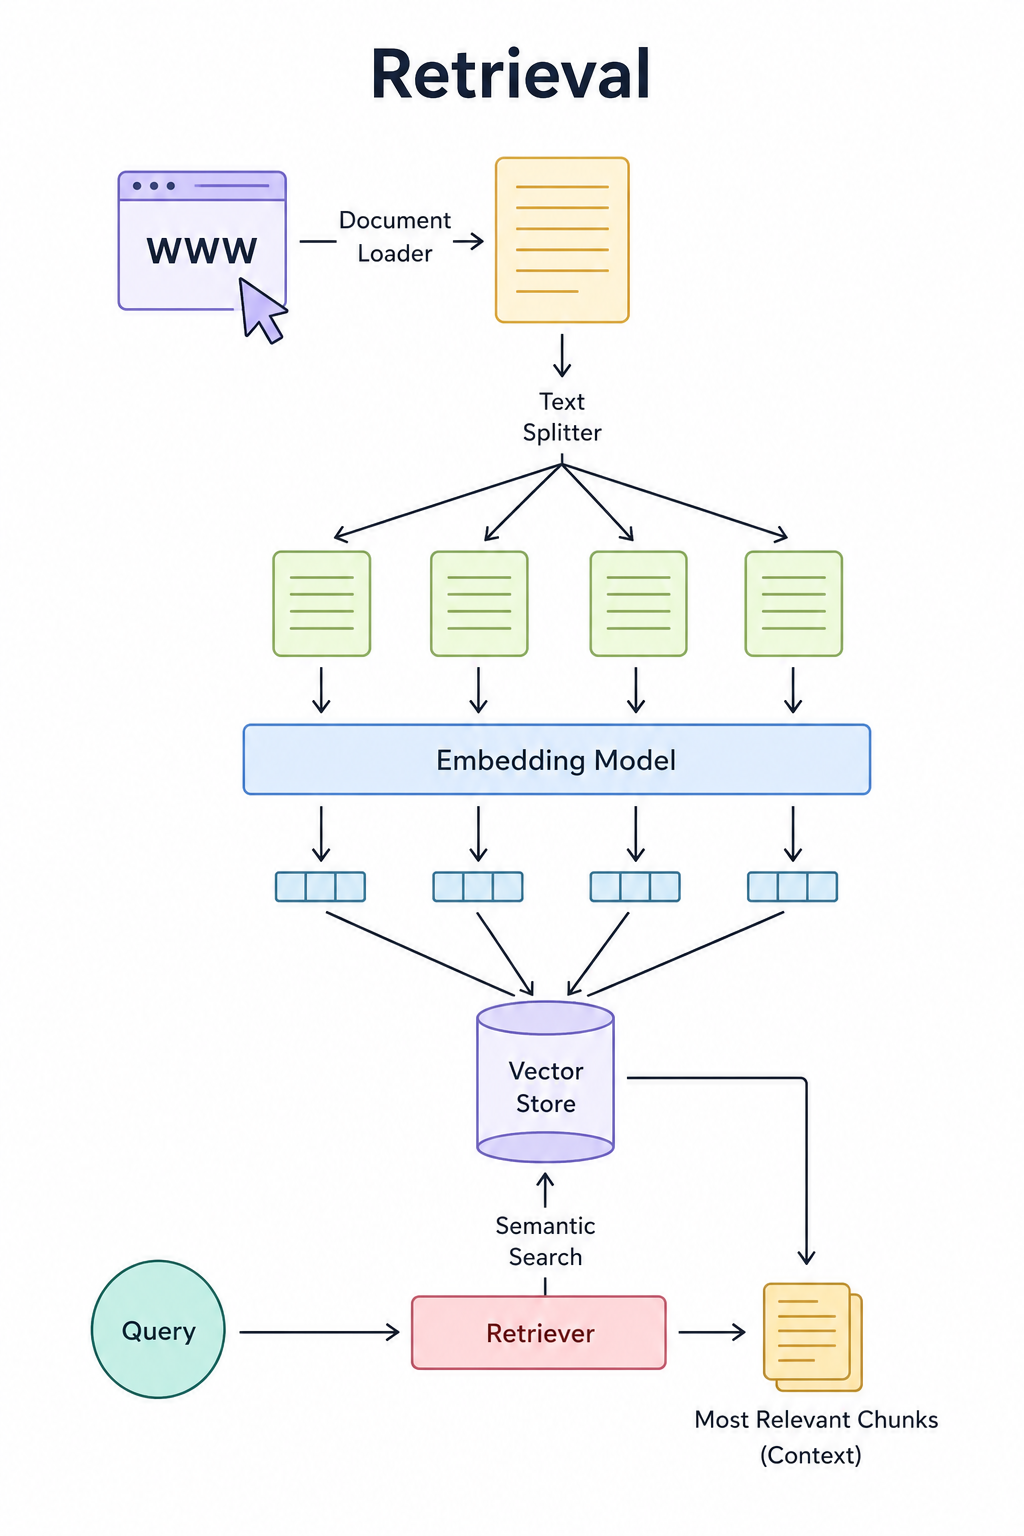 Retrieval
www
Document
Loader
Text
Splitter
Embedding Model
Vector
Store
Semantic
Search
Query
Retriever
Most Relevant Chunks
(Context)